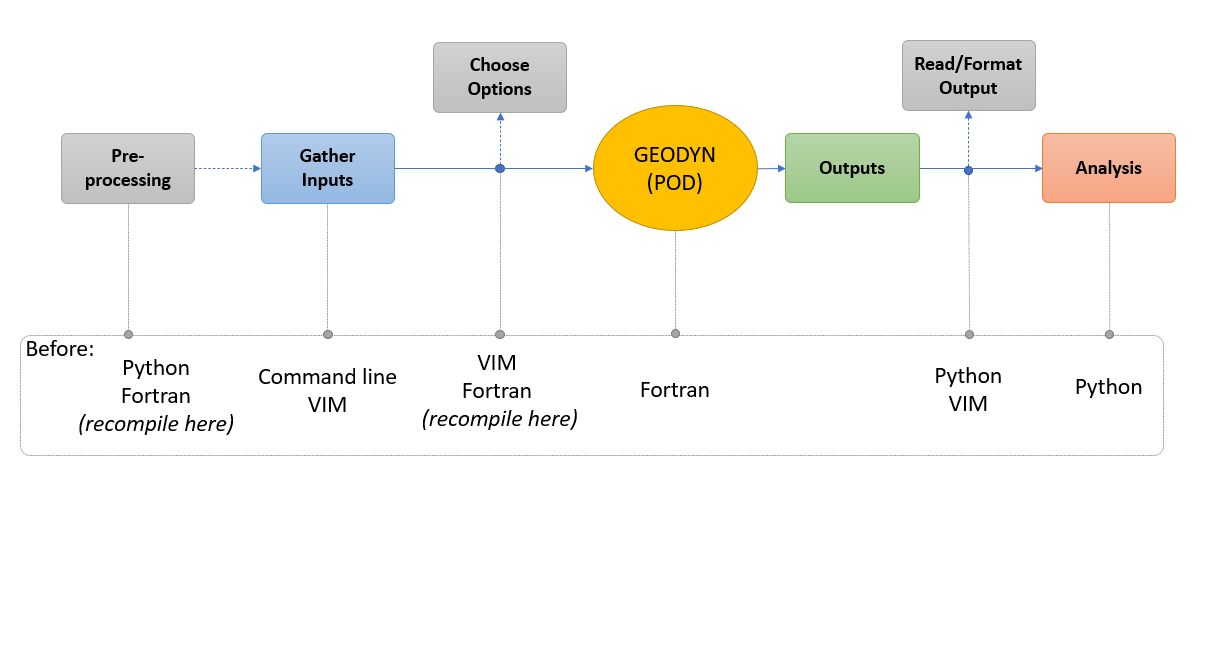 Choose
Options
Read/Format
Output
Pre-
processing
Gather
Inputs
GEODYN
(POD)
Outputs
Analysis
Before:
Python
Fortran
(recompile here)
Command line
VIM
VIM
Fortran
(recompile here)
Fortran
Python
VIM
Python